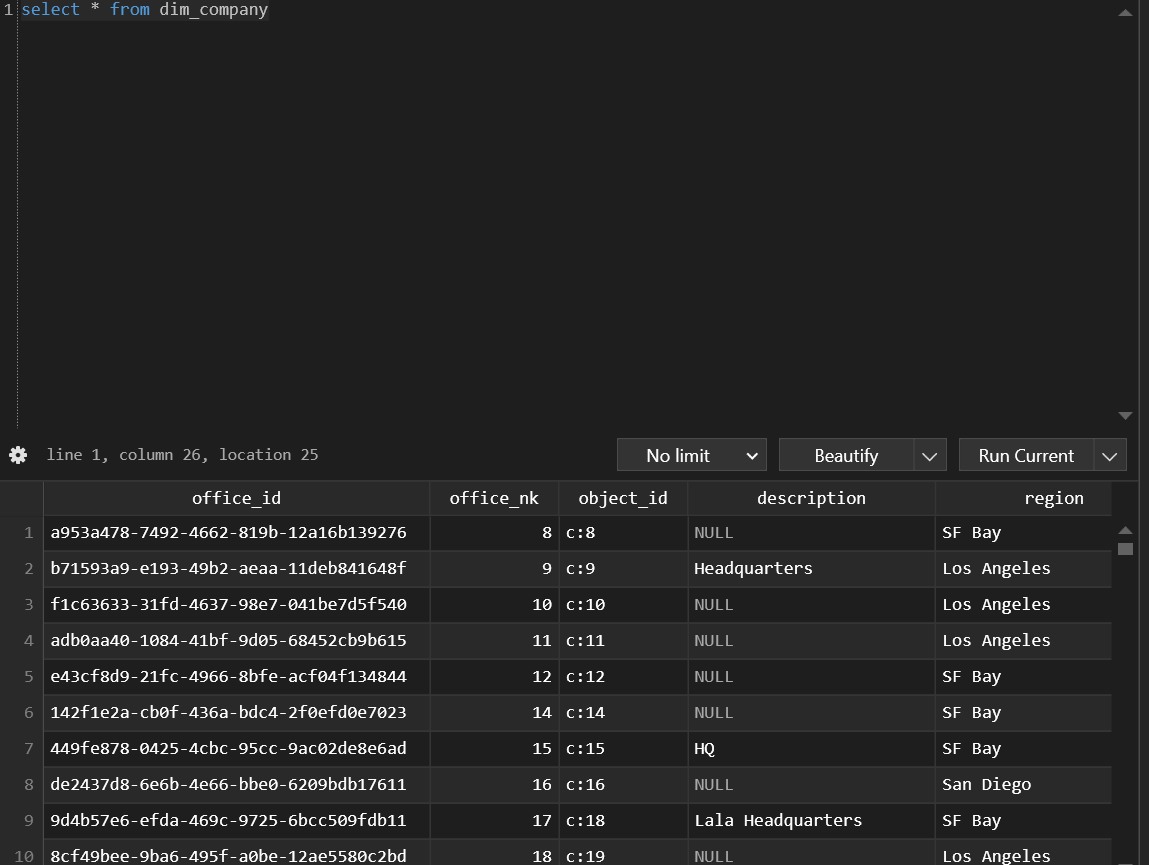 1 select * from dim_company
line 1, column 26, location 25 No limit Beautify Run Current
office_id office_nk object_id description region
1 a953a478-7492-4662-819b-12a16b139276 8 c:8 NULL SF Bay
2 b71593a9-e193-49b2-aeaa-11deb841648f 9 c:9 Headquarters Los Angeles
3 f1c63633-31fd-4637-98e7-041be7d5f540 10 c:10 NULL Los Angeles
4 adb0aa40-1084-41bf-9d05-68452cb9b615 11 c:11 NULL Los Angeles
5 e43cf8d9-21fc-4966-8bfe-acf04f134844 12 c:12 NULL SF Bay
6 142f1e2a-cb0f-436a-bdc4-2f0efd0e7023 14 c:14 NULL SF Bay
7 449fe878-0425-4cbc-95cc-9ac02de8e6ad 15 c:15 HQ SF Bay
8 de2437d8-6e6b-4e66-bbe0-6209bdb17611 16 c:16 NULL San Diego
9 9d4b57e6-efda-469c-9725-6bcc509fdb11 17 c:18 Lala Headquarters SF Bay
10 8cf49bee-9ba6-495f-a0be-12ae5580c2bd 18 c:19 NULL Los Angeles